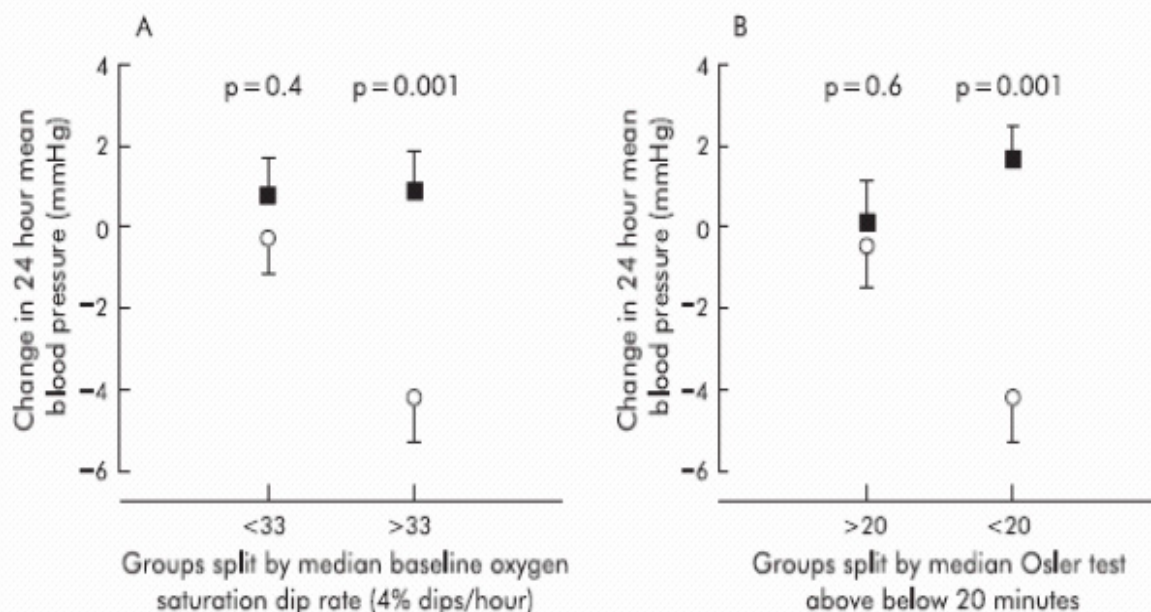 A
4
p=0.4
p=0.001
2
0
−2
−4
−6
Change in 24 hour mean
blood pressure (mmHg)
<33
>33
Groups split by median baseline oxygen
saturation dip rate (4% dips/hour)
B
4
p=0.6
p=0.001
2
0
−2
−4
−6
Change in 24 hour mean
blood pressure (mmHg)
>20
<20
Groups split by median Osler test
above below 20 minutes